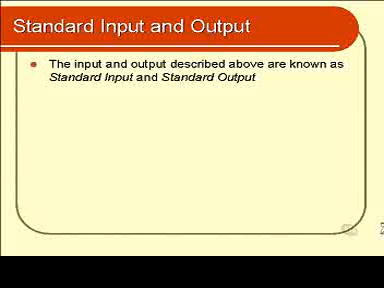 Standard Input and Output
The input and output described above are known as
Standard Input and Standard Output